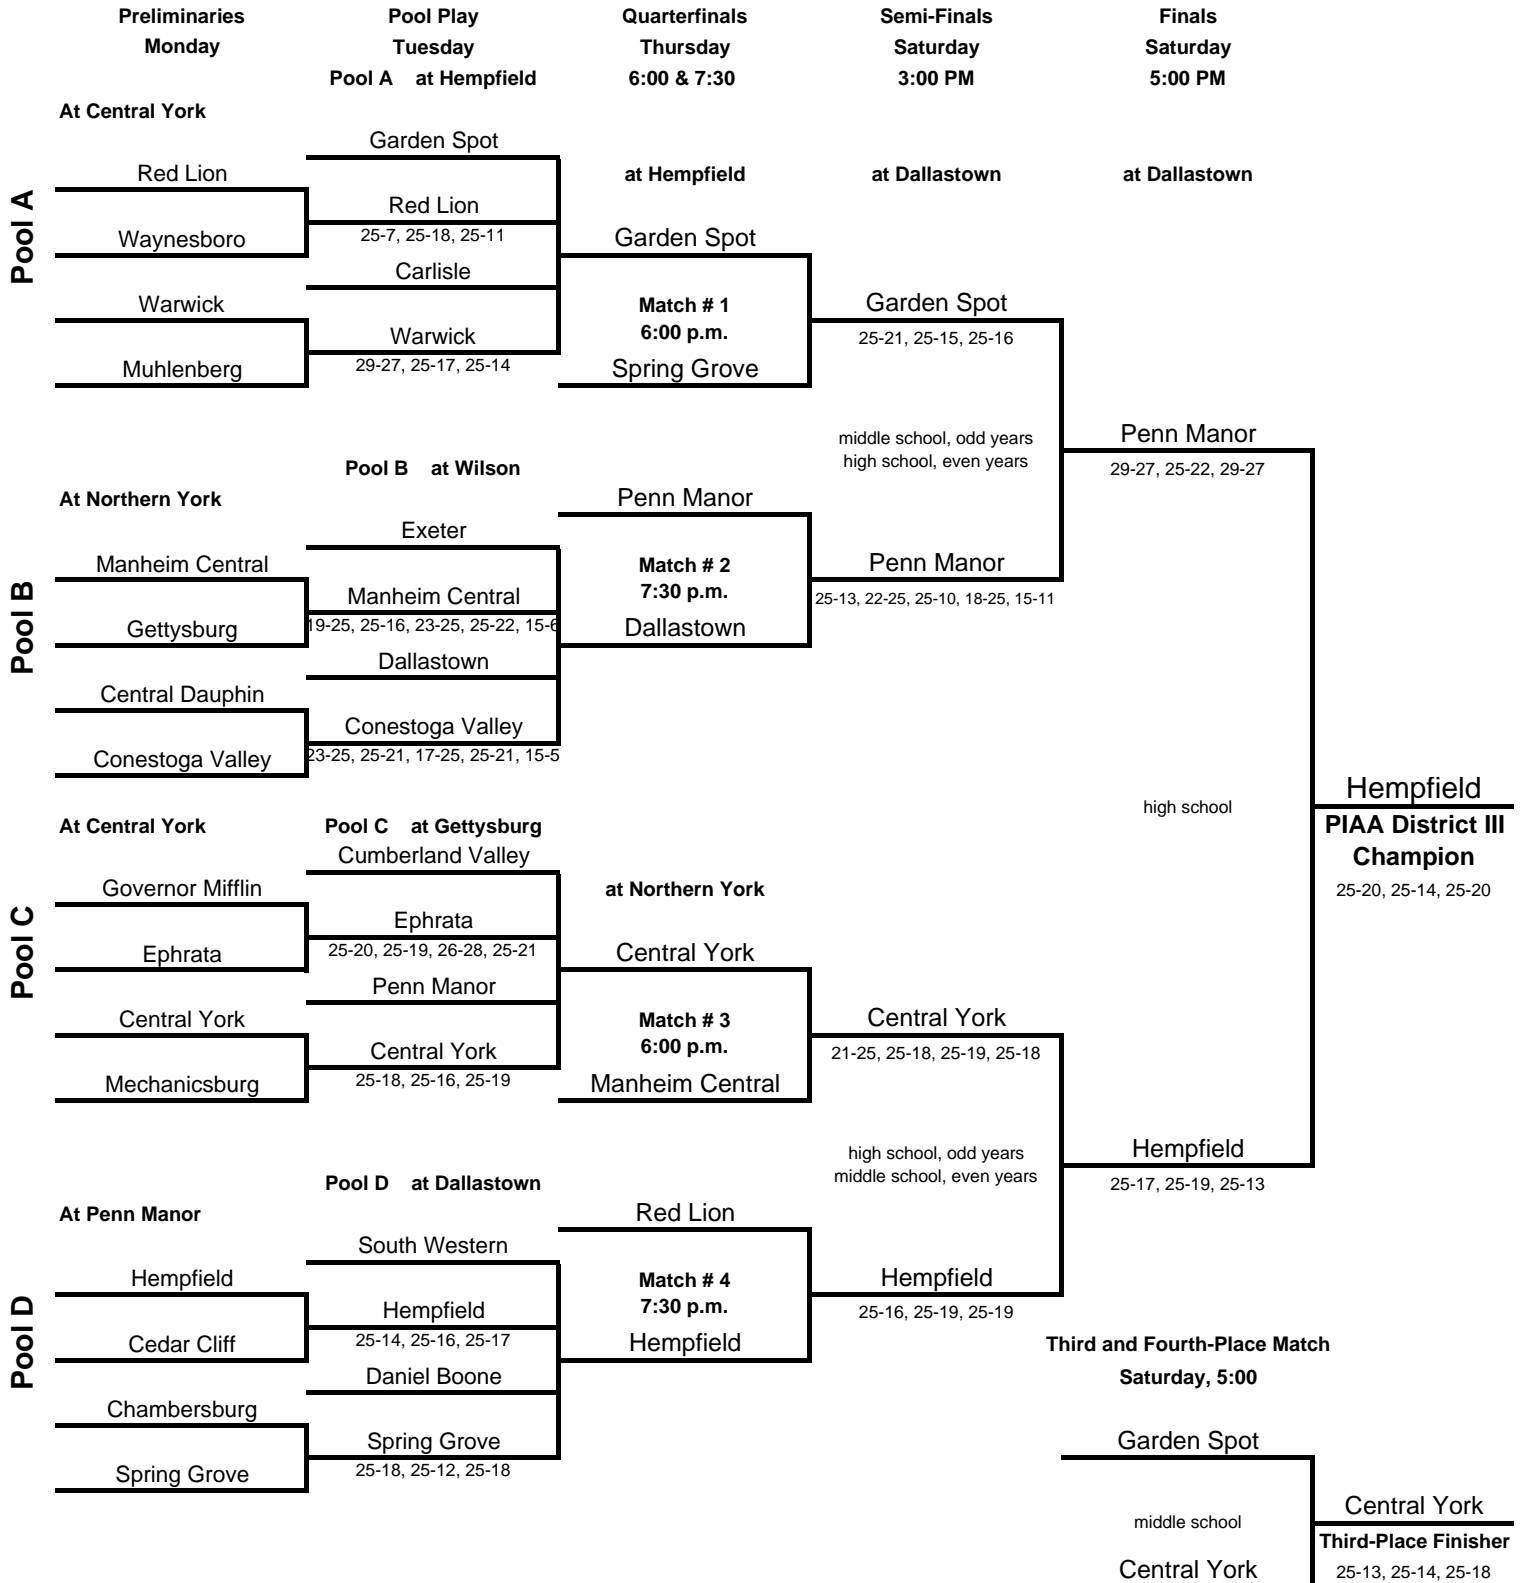 Preliminaries
Monday
Pool Play
Tuesday
Pool A at Hempfield
Quarterfinals
Thursday
6:00 & 7:30
Semi-Finals
Saturday
3:00 PM
Finals
Saturday
5:00 PM
At Central York
Pool A
Red Lion
Waynesboro
Warwick
Muhlenberg
Garden Spot
Red Lion
25-7, 25-18, 25-11
Carlisle
Warwick
29-27, 25-17, 25-14
at Hempfield
Garden Spot
Match # 1
6:00 p.m.
Spring Grove
at Dallastown
Garden Spot
25-21, 25-15, 25-16
at Dallastown
middle school, odd years
high school, even years
Penn Manor
29-27, 25-22, 29-27
Pool B at Wilson
At Northern York
Pool B
Manheim Central
Gettysburg
Central Dauphin
Conestoga Valley
Exeter
Manheim Central
19-25, 25-16, 23-25, 25-22, 15-6
Dallastown
Conestoga Valley
23-25, 25-21, 17-25, 25-21, 15-5
Penn Manor
Match # 2
7:30 p.m.
Dallastown
Penn Manor
25-13, 22-25, 25-10, 18-25, 15-11
high school
Hempfield
PIAA District III
Champion
25-20, 25-14, 25-20
At Central York
Pool C at Gettysburg
Pool C
Governor Mifflin
Ephrata
Central York
Mechanicsburg
Cumberland Valley
Ephrata
25-20, 25-19, 26-28, 25-21
Penn Manor
Central York
25-18, 25-16, 25-19
at Northern York
Central York
Match # 3
6:00 p.m.
Manheim Central
Central York
21-25, 25-18, 25-19, 25-18
high school, odd years
middle school, even years
Hempfield
25-17, 25-19, 25-13
Pool D at Dallastown
At Penn Manor
Pool D
Hempfield
Cedar Cliff
Chambersburg
Spring Grove
South Western
Hempfield
25-14, 25-16, 25-17
Daniel Boone
Spring Grove
25-18, 25-12, 25-18
Red Lion
Match # 4
7:30 p.m.
Hempfield
Hempfield
25-16, 25-19, 25-19
Third and Fourth-Place Match
Saturday, 5:00
Garden Spot
middle school
Central York
Central York
Third-Place Finisher
25-13, 25-14, 25-18